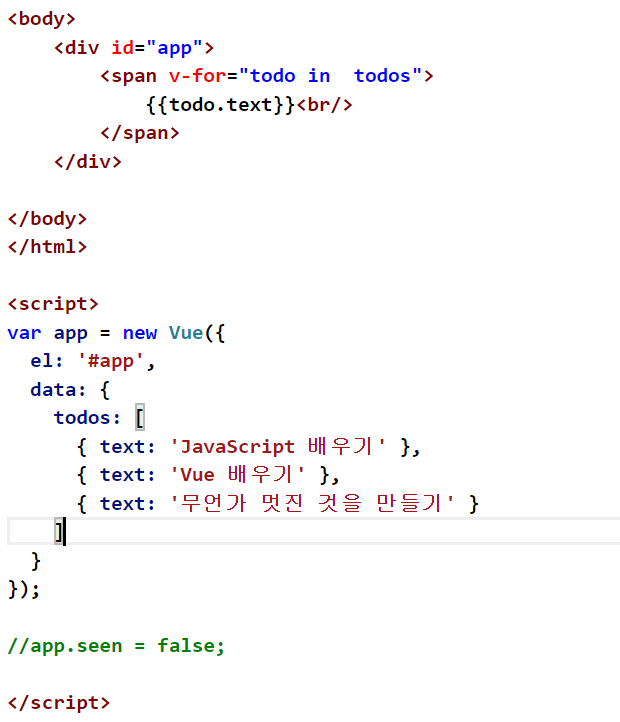 <body>
    <div id="app">
        <span v-for="todo in  todos">
            {{todo.text}}<br/>
        </span>
    </div>

</body>
</html>

<script>
var app = new Vue({
  el: '#app',
  data: {
    todos: [
      { text: 'JavaScript 배우기' },
      { text: 'Vue 배우기' },
      { text: '무언가 멋진 것을 만들기' }
    ]
  }
});

//app.seen = false;

</script>